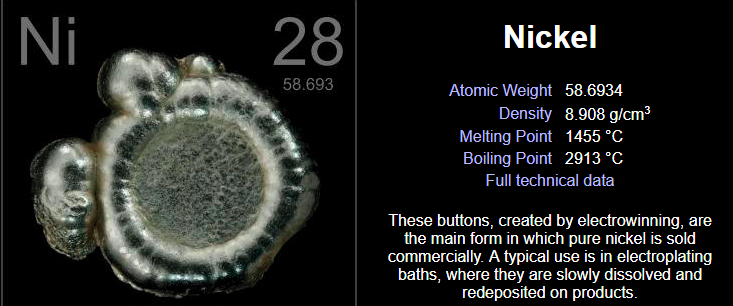 Ni
28
58.693
Nickel
Atomic Weight 58.6934
Density 8.908 g/cm³
Melting Point 1455 °C
Boiling Point 2913 °C
Full technical data
These buttons, created by electrowinning, are
the main form in which pure nickel is sold
commercially. A typical use is in electroplating
baths, where they are slowly dissolved and
redeposited on products.